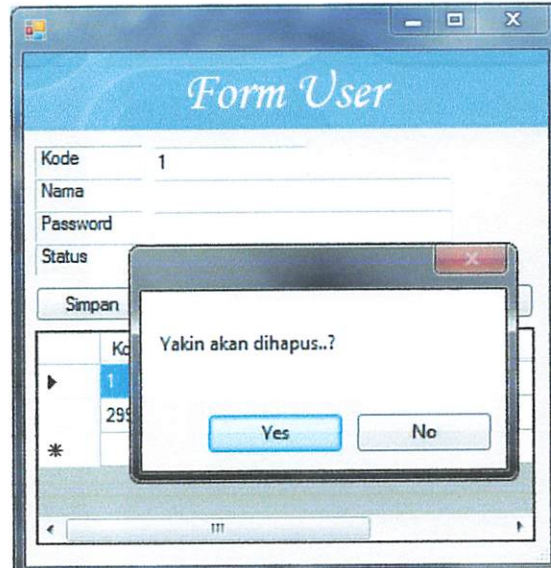 Form User
Kode 1
Nama
Password
Status
Simpan
Yakin akan dihapus..?
Yes No
1